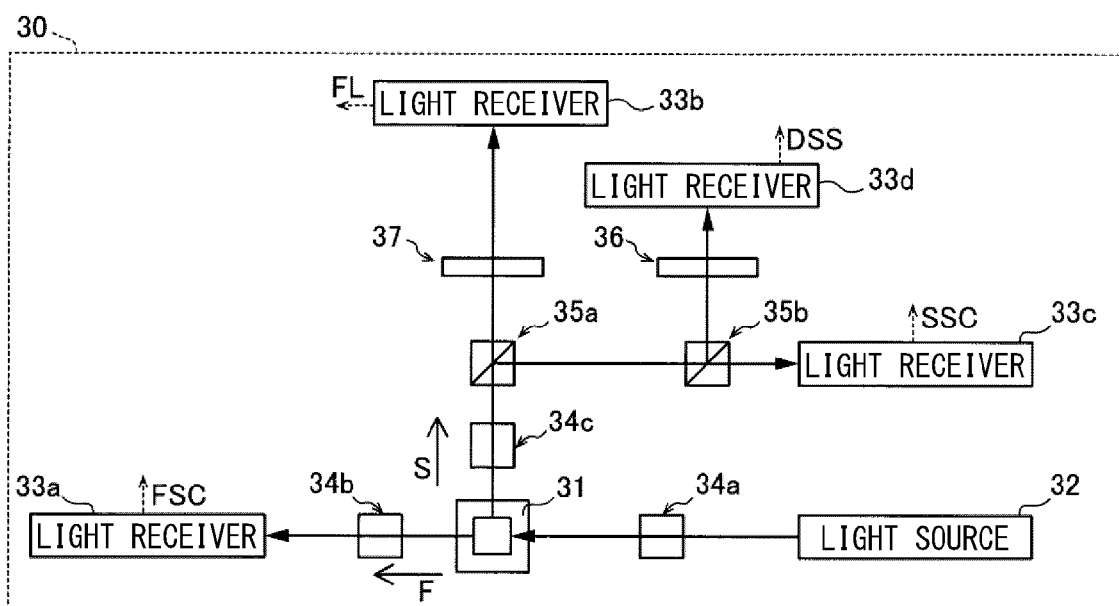 30
FL
LIGHT RECEIVER
33b
DSS
LIGHT RECEIVER
33d
37
36
35a
35b
SSC
33c
LIGHT RECEIVER
34c
S
33a
FSC
34b
31
34a
32
LIGHT RECEIVER
LIGHT SOURCE
F